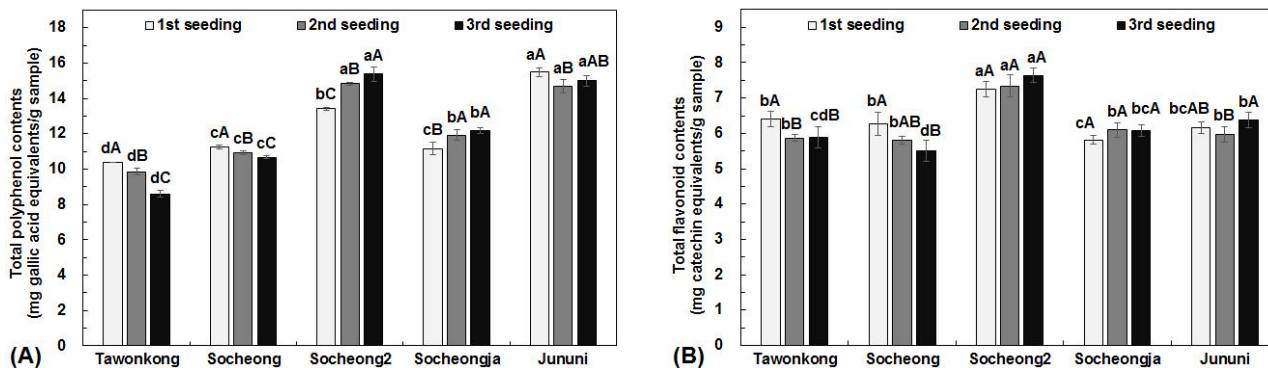 Total polyphenol contents
(mg gallic acid equivalents/g sample)
18
16
14
12
10
8
6
4
2
0
1st seeding 2nd seeding 3rd seeding
dA dB dC cA cB cC bC aB aA cB bA bA aA aB aAB
Tawonkong Socheong Socheong2 Socheongja Jununi
(A)
Total flavonoid contents
(mg catechin equivalents/g sample)
9
8
7
6
5
4
3
2
1
0
1st seeding 2nd seeding 3rd seeding
bA bB cdB bA bAB dB aA aA aA cA bA bcA bcAB bB bA
Tawonkong Socheong Socheong2 Socheongja Jununi
(B)